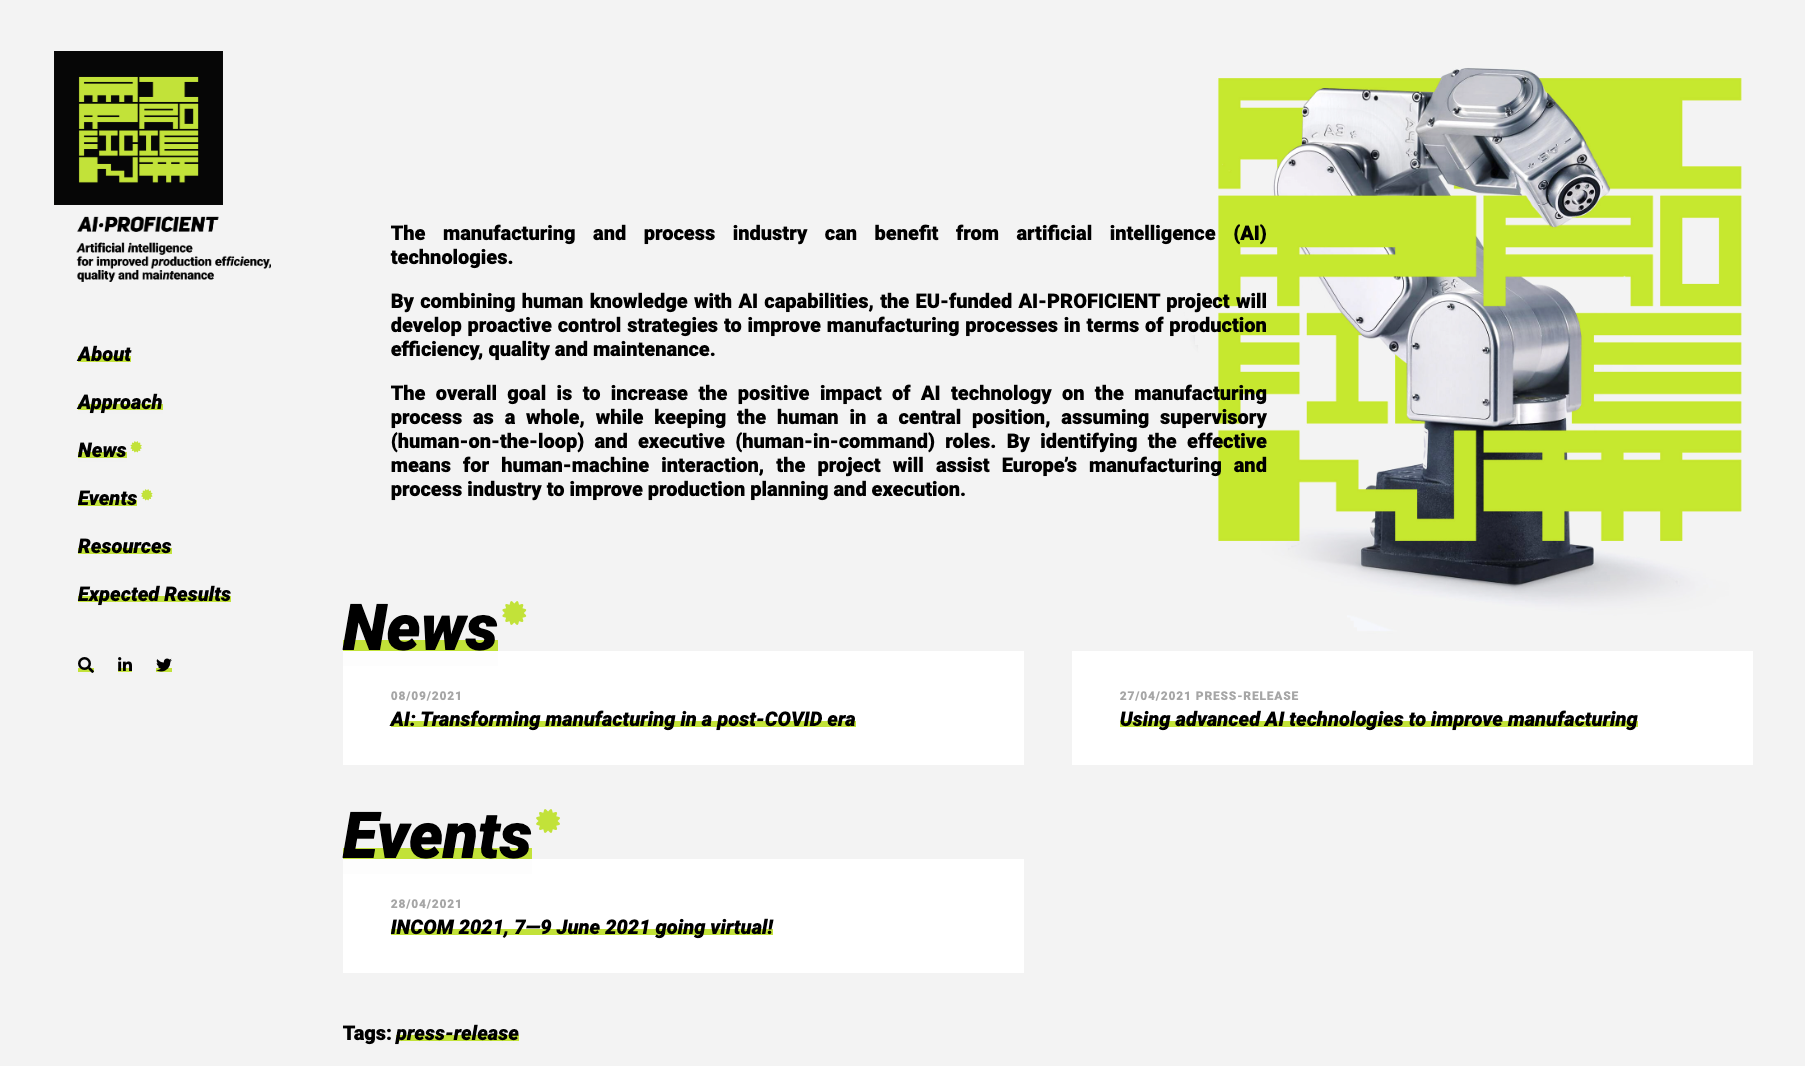 AI
PRO
FICIE
NT
AI·PROFICIENT
Artificial intelligence
for improved production efficiency,
quality and maintenance
About
Approach
News
Events
Resources
Expected Results
in
The manufacturing and process industry can benefit from artificial intelligence (AI)
technologies.
By combining human knowledge with AI capabilities, the EU-funded AI-PROFICIENT project will
develop proactive control strategies to improve manufacturing processes in terms of production
efficiency, quality and maintenance.
The overall goal is to increase the positive impact of AI technology on the manufacturing
process as a whole, while keeping the human in a central position, assuming supervisory
(human-on-the-loop) and executive (human-in-command) roles. By identifying the effective
means for human-machine interaction, the project will assist Europe’s manufacturing and
process industry to improve production planning and execution.
News
08/09/2021
AI: Transforming manufacturing in a post-COVID era
27/04/2021 PRESS-RELEASE
Using advanced AI technologies to improve manufacturing
Events
28/04/2021
INCOM 2021, 7—9 June 2021 going virtual!
Tags: press-release